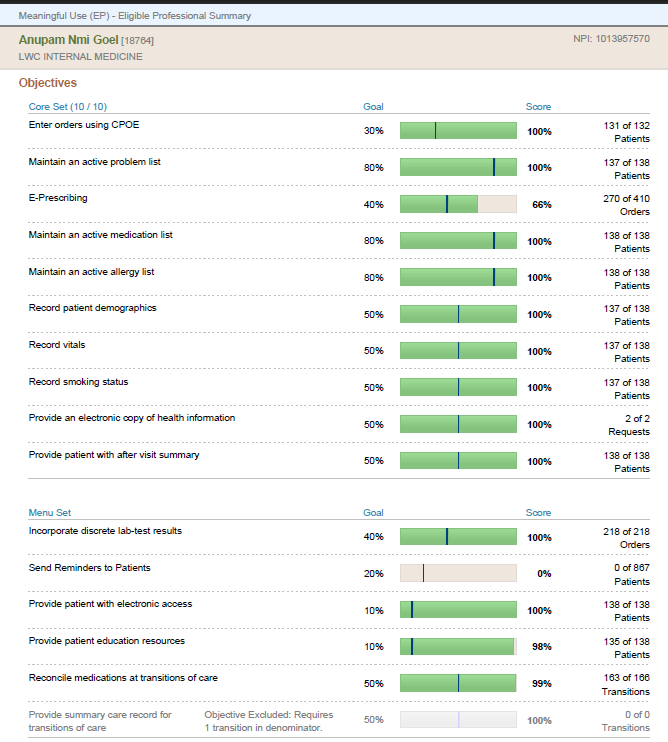 Meaningful Use (EP) - Eligible Professional Summary
Anupam Nmi Goel [18764] NPI: 1013957570
LWC INTERNAL MEDICINE
Objectives
Core Set (10 / 10) Goal Score
Enter orders using CPOE 30% 100% 131 of 132
Patients
Maintain an active problem list 80% 100% 137 of 138
Patients
E-Prescribing 40% 66% 270 of 410
Orders
Maintain an active medication list 80% 100% 138 of 138
Patients
Maintain an active allergy list 80% 100% 138 of 138
Patients
Record patient demographics 50% 100% 137 of 138
Patients
Record vitals 50% 100% 137 of 138
Patients
Record smoking status 50% 100% 137 of 138
Patients
Provide an electronic copy of health information 50% 100% 2 of 2
Requests
Provide patient with after visit summary 50% 100% 138 of 138
Patients
Menu Set Goal Score
Incorporate discrete lab-test results 40% 100% 218 of 218
Orders
Send Reminders to Patients 20% 0% 0 of 867
Patients
Provide patient with electronic access 10% 100% 138 of 138
Patients
Provide patient education resources 10% 98% 135 of 138
Patients
Reconcile medications at transitions of care 50% 99% 163 of 166
Transitions
Provide summary care record for Objective Excluded: Requires 50% 100% 0 of 0
transitions of care 1 transition in denominator. Transitions